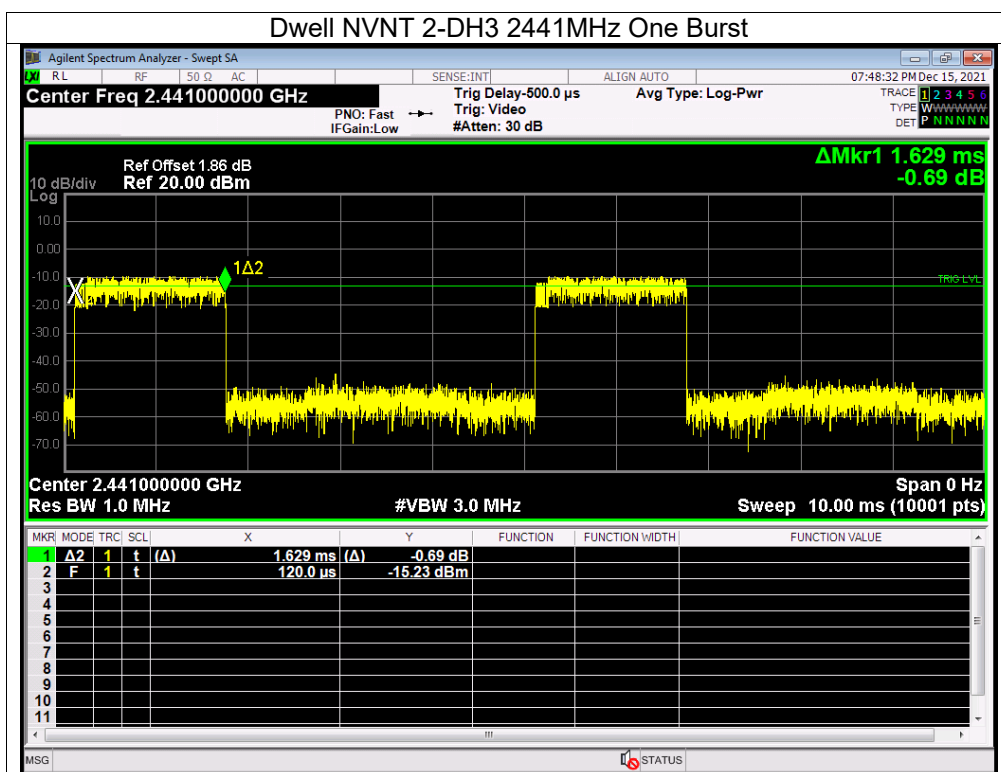 Dwell NVNT 2-DH3 2441MHz One Burst
Agilent Spectrum Analyzer - Swept SA
LXI RL RF 50 Ω AC SENSE:INT ALIGN AUTO 07:48:32 PM Dec 15, 2021
Center Freq 2.441000000 GHz
PNO: Fast
IFGain:Low
Trig Delay-500.0 µs
Trig: Video
#Atten: 30 dB
Avg Type: Log-Pwr
TRACE 1 2 3 4 5 6
TYPE WWWWWW
DET P N N N N N
ΔMkr1 1.629 ms
-0.69 dB
Ref Offset 1.86 dB
10 dB/div Ref 20.00 dBm
Log
10.0
0.00
-10.0
-20.0
-30.0
-40.0
-50.0
-60.0
-70.0
1Δ2
TRIG LVL
Center 2.441000000 GHz Span 0 Hz
Res BW 1.0 MHz #VBW 3.0 MHz Sweep 10.00 ms (10001 pts)
MKR MODE TRC SCL X Y FUNCTION FUNCTION WIDTH FUNCTION VALUE
1 Δ2 1 t (Δ) 1.629 ms (Δ) -0.69 dB
2 F 1 t 120.0 µs -15.23 dBm
3
4
5
6
7
8
9
10
11
MSG STATUS